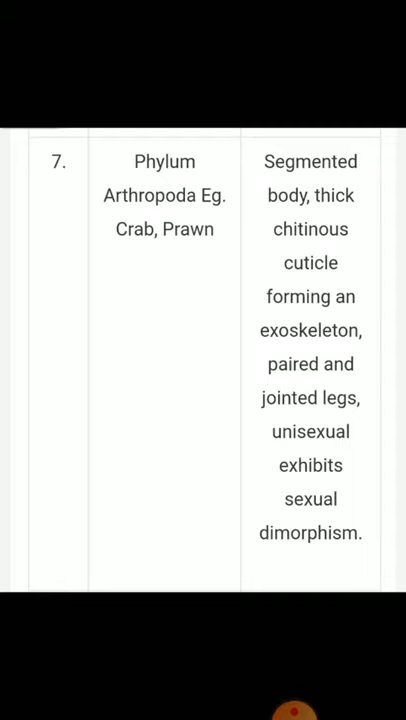 7.
Phylum
Arthropoda Eg.
Crab, Prawn
Segmented
body, thick
chitinous
cuticle
forming an
exoskeleton,
paired and
jointed legs,
unisexual
exhibits
sexual
dimorphism.